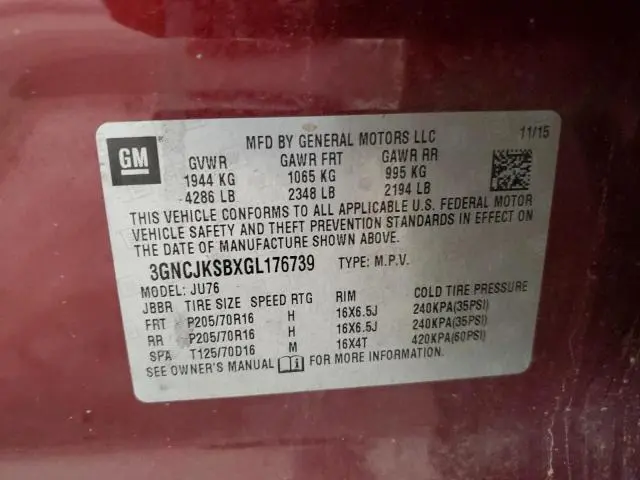 GM
MFD BY GENERAL MOTORS LLC 11/15
GVWR GAWR FRT GAWR RR
1944 KG 1065 KG 995 KG
4286 LB 2348 LB 2194 LB
THIS VEHICLE CONFORMS TO ALL APPLICABLE U.S. FEDERAL MOTOR
VEHICLE SAFETY AND THEFT PREVENTION STANDARDS IN EFFECT ON
THE DATE OF MANUFACTURE SHOWN ABOVE.
3GNCJKSBXGL176739 TYPE: M.P.V.
MODEL: JU76
JBBR TIRE SIZE SPEED RTG RIM COLD TIRE PRESSURE
FRT P205/70R16 H 16X6.5J 240KPA(35PSI)
RR P205/70R16 H 16X6.5J 240KPA(35PSI)
SPA T125/70D16 M 16X4T 420KPA(60PSI)
SEE OWNER'S MANUAL FOR MORE INFORMATION